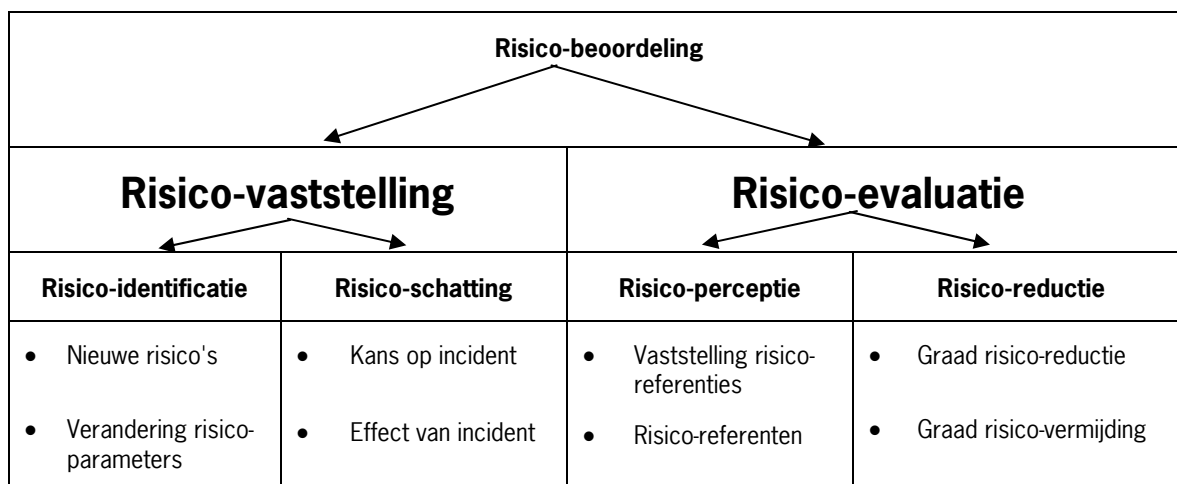 Risico-beoordeling
Risico-vaststelling
Risico-evaluatie
Risico-identificatie
Risico-schatting
Risico-perceptie
Risico-reductie
• Nieuwe risico's
• Verandering risico-
parameters
• Kans op incident
• Effect van incident
• Vaststelling risico-
referenties
• Risico-referenten
• Graad risico-reductie
• Graad risico-vermijding